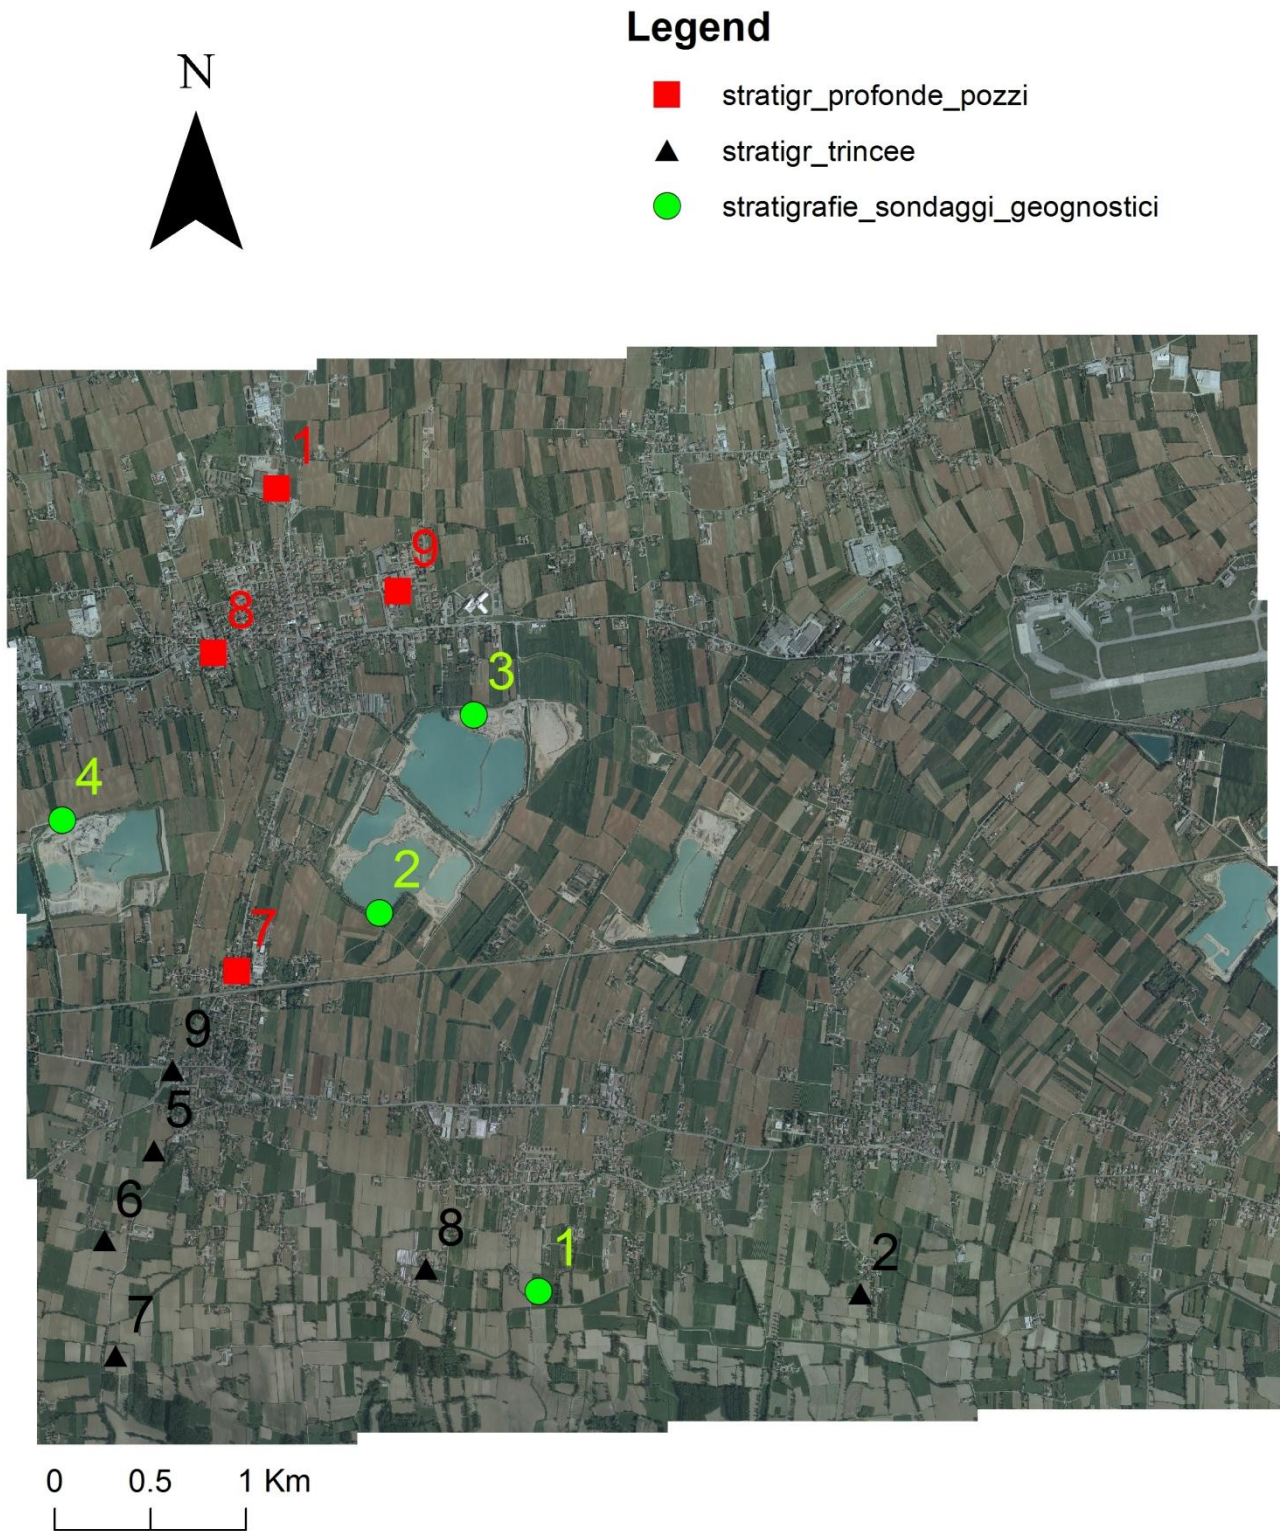 Legend
N
stratigr_profonde_pozzi
stratigr_trincee
stratigrafie_sondaggi_geognostici
1
9
8
3
4
2
7
9
5
6
8
1
2
7
0 0.5 1 Km